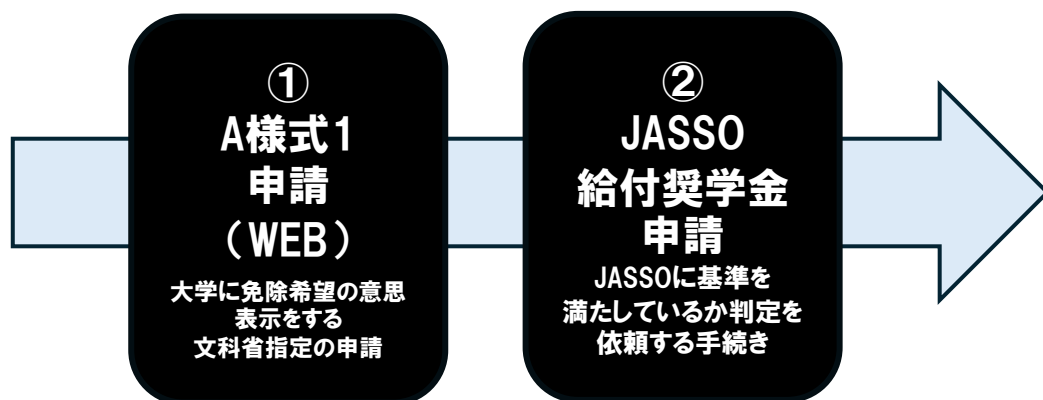 ①
A様式1
申請
（WEB）
大学に免除希望の意思
表示をする
文科省指定の申請
②
JASSO
給付奨学金
申請
JASSOに基準を
満たしているか判定を
依頼する手続き